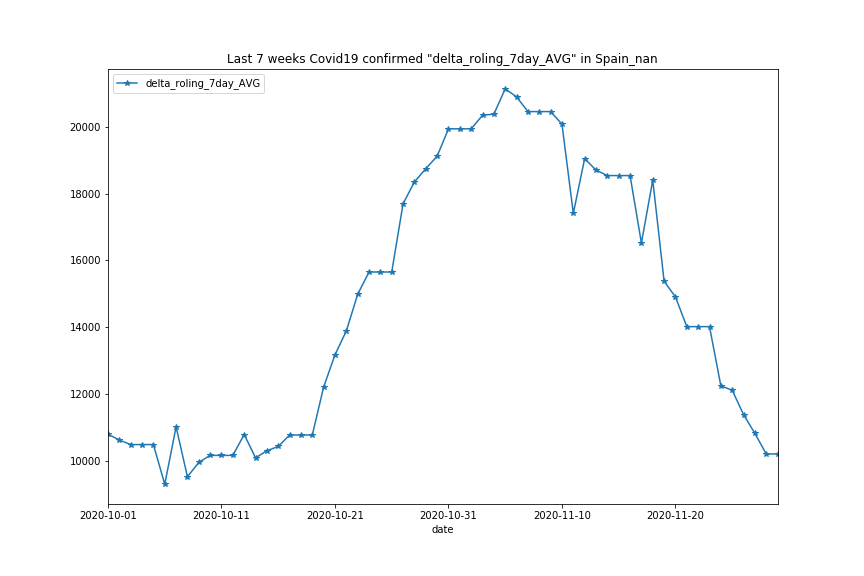 Last 7 weeks Covid19 confirmed "delta_roling_7day_AVG" in Spain_nan
delta_roling_7day_AVG
20000
18000
16000
14000
12000
10000
2020-10-01 2020-10-11 2020-10-21 2020-10-31 2020-11-10 2020-11-20
date